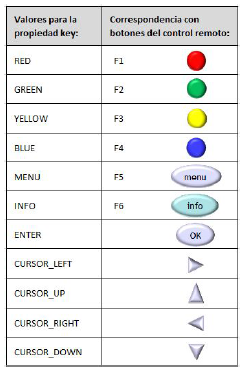 Valores para la
propiedad key:
Correspondencia con
botones del control remoto:
RED F1
GREEN F2
YELLOW F3
BLUE F4
MENU F5 menu
INFO F6 info
ENTER OK
CURSOR_LEFT
CURSOR_UP
CURSOR_RIGHT
CURSOR_DOWN